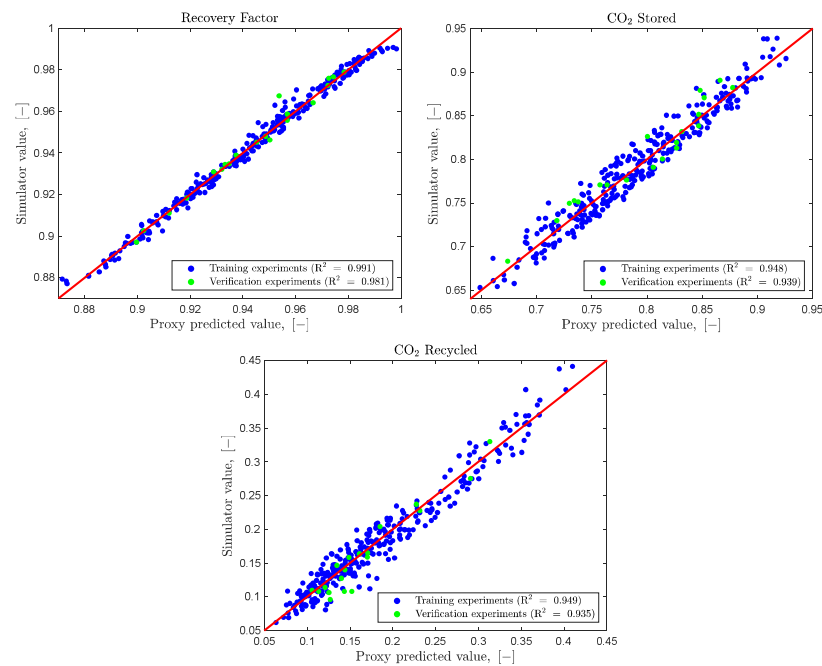 Recovery Factor
1
0.98
0.96
0.94
0.92
0.9
0.88
Simulator value, [−]
Training experiments (R² = 0.991)
Verification experiments (R² = 0.981)
0.88 0.9 0.92 0.94 0.96 0.98 1
Proxy predicted value, [−]
CO₂ Stored
0.95
0.9
0.85
0.8
0.75
0.7
0.65
Simulator value, [−]
Training experiments (R² = 0.948)
Verification experiments (R² = 0.939)
0.65 0.7 0.75 0.8 0.85 0.9 0.95
Proxy predicted value, [−]
CO₂ Recycled
0.45
0.4
0.35
0.3
0.25
0.2
0.15
0.1
0.05
Simulator value, [−]
Training experiments (R² = 0.949)
Verification experiments (R² = 0.935)
0.05 0.1 0.15 0.2 0.25 0.3 0.35 0.4 0.45
Proxy predicted value, [−]